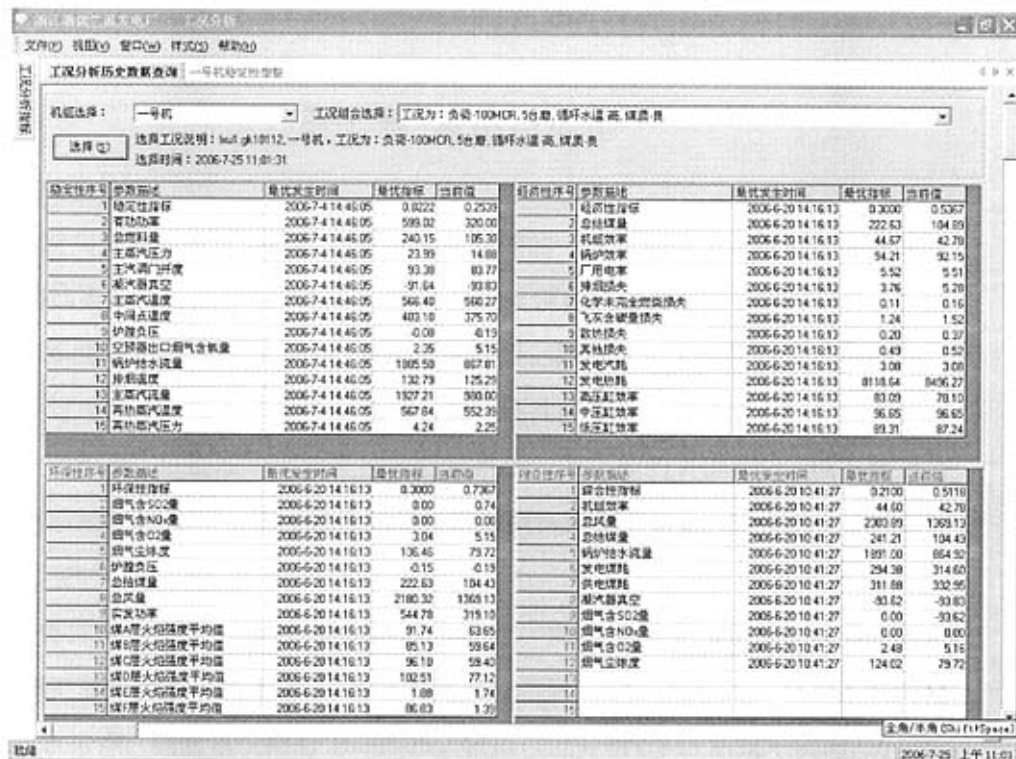 工况分析
文件(F) 视图(V) 窗口(W) 样式(S) 帮助(H)
工况分析指标
工况分析历史数据查询 一号机稳定性指标
机组选择: 一号机 工况组合选择: 工况为:负荷-100MCR, 5台磨, 循环水温 高, 煤质-良
选择 选择工况说明: 一号机,工况为:负荷-100MCR, 5台磨, 循环水温 高, 煤质-良
选择时间:2006-7-25 11:01:31
稳定性序号 参数描述 最优发生时间 最优指标 当前值
1 稳定性指标 2006-7-4 14:46:05 0.0222 0.2539
2 有功功率 2006-7-4 14:46:05 599.02 320.00
3 总燃料量 2006-7-4 14:46:05 240.15 105.30
4 主蒸汽压力 2006-7-4 14:46:05 23.99 14.88
5 主汽调门开度 2006-7-4 14:46:05 93.38 83.77
6 凝汽器真空 2006-7-4 14:46:05 -91.64 -93.83
7 主蒸汽温度 2006-7-4 14:46:05 566.40 560.27
8 中间点温度 2006-7-4 14:46:05 403.10 375.70
9 炉膛负压 2006-7-4 14:46:05 -0.08 -0.19
10 空预器出口烟气含氧量 2006-7-4 14:46:05 2.35 5.15
11 锅炉给水流量 2006-7-4 14:46:05 1805.50 867.81
12 排烟温度 2006-7-4 14:46:05 132.79 125.29
13 主蒸汽流量 2006-7-4 14:46:05 1927.21 980.00
14 再热蒸汽温度 2006-7-4 14:46:05 567.84 552.39
15 再热蒸汽压力 2006-7-4 14:46:05 4.24 2.25
经济性序号 参数描述 最优发生时间 最优指标 当前值
1 经济性指标 2006-6-20 14:16:13 0.3000 0.5367
2 总给煤量 2006-6-20 14:16:13 222.63 104.89
3 机组效率 2006-6-20 14:16:13 44.67 42.78
4 锅炉效率 2006-6-20 14:16:13 94.21 92.15
5 厂用电率 2006-6-20 14:16:13 5.52 5.51
6 排烟损失 2006-6-20 14:16:13 3.76 5.28
7 化学未完全燃烧损失 2006-6-20 14:16:13 0.11 0.16
8 飞灰含碳量损失 2006-6-20 14:16:13 1.24 1.52
9 散热损失 2006-6-20 14:16:13 0.20 0.37
10 其他损失 2006-6-20 14:16:13 0.49 0.52
11 发电汽耗 2006-6-20 14:16:13 3.08 3.08
12 发电热耗 2006-6-20 14:16:13 8118.64 8496.27
13 高压缸效率 2006-6-20 14:16:13 83.09 78.10
14 中压缸效率 2006-6-20 14:16:13 96.65 96.65
15 低压缸效率 2006-6-20 14:16:13 89.31 87.24
环保性序号 参数描述 最优发生时间 最优指标 当前值
1 环保性指标 2006-6-20 14:16:13 0.3000 0.7367
2 烟气含SO2量 2006-6-20 14:16:13 0.00 0.74
3 烟气含NOx量 2006-6-20 14:16:13 0.00 0.00
4 烟气含O2量 2006-6-20 14:16:13 3.04 5.15
5 烟气尘浓度 2006-6-20 14:16:13 136.46 79.72
6 炉膛负压 2006-6-20 14:16:13 -0.15 -0.19
7 总给煤量 2006-6-20 14:16:13 222.63 104.43
8 总风量 2006-6-20 14:16:13 2180.32 1369.13
9 实发功率 2006-6-20 14:16:13 544.78 319.10
10 煤A层火焰强度平均值 2006-6-20 14:16:13 91.74 63.65
11 煤B层火焰强度平均值 2006-6-20 14:16:13 85.13 59.64
12 煤C层火焰强度平均值 2006-6-20 14:16:13 96.10 59.40
13 煤D层火焰强度平均值 2006-6-20 14:16:13 102.51 77.12
14 煤E层火焰强度平均值 2006-6-20 14:16:13 1.88 1.74
15 煤F层火焰强度平均值 2006-6-20 14:16:13 86.83 1.39
综合性序号 参数描述 最优发生时间 最优指标 当前值
1 综合性指标 2006-6-20 10:41:27 0.2100 0.5118
2 机组效率 2006-6-20 10:41:27 44.60 42.78
3 总风量 2006-6-20 10:41:27 2303.89 1369.13
4 总给煤量 2006-6-20 10:41:27 241.21 104.43
5 锅炉给水流量 2006-6-20 10:41:27 1891.00 864.92
6 发电煤耗 2006-6-20 10:41:27 294.38 314.60
7 供电煤耗 2006-6-20 10:41:27 311.88 332.95
8 凝汽器真空 2006-6-20 10:41:27 -93.62 -93.83
9 烟气含SO2量 2006-6-20 10:41:27 0.00 -93.62
10 烟气含NOx量 2006-6-20 10:41:27 0.00 0.00
11 烟气含O2量 2006-6-20 10:41:27 2.48 5.16
12 烟气尘浓度 2006-6-20 10:41:27 124.02 79.72
13
14
15
全角/半角(Shift+Space)
就绪 2006-7-25 上午 11:01